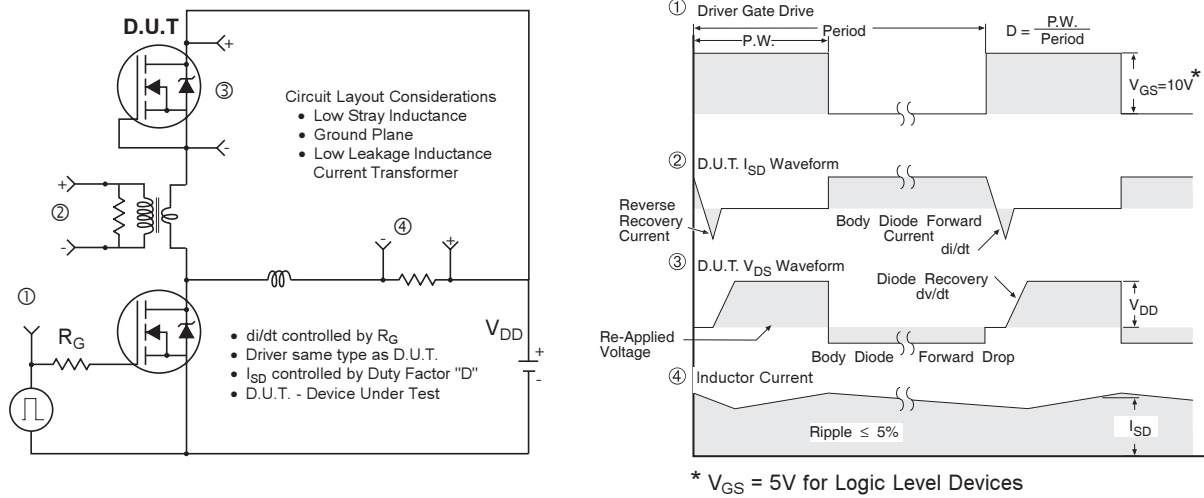 D.U.T
+
③
-
Circuit Layout Considerations
• Low Stray Inductance
• Ground Plane
• Low Leakage Inductance
Current Transformer
+
②
-
④
-
+
①
R_G
V_DD
+
-
• di/dt controlled by R_G
• Driver same type as D.U.T.
• I_SD controlled by Duty Factor "D"
• D.U.T. - Device Under Test
① Driver Gate Drive
P.W.
Period
D = P.W.
Period
V_GS=10V *
② D.U.T. I_SD Waveform
Reverse
Recovery
Current
Body Diode Forward
Current
di/dt
③ D.U.T. V_DS Waveform
Diode Recovery
dv/dt
V_DD
Re-Applied
Voltage
Body Diode Forward Drop
④ Inductor Current
Ripple ≤ 5%
I_SD
* V_GS = 5V for Logic Level Devices